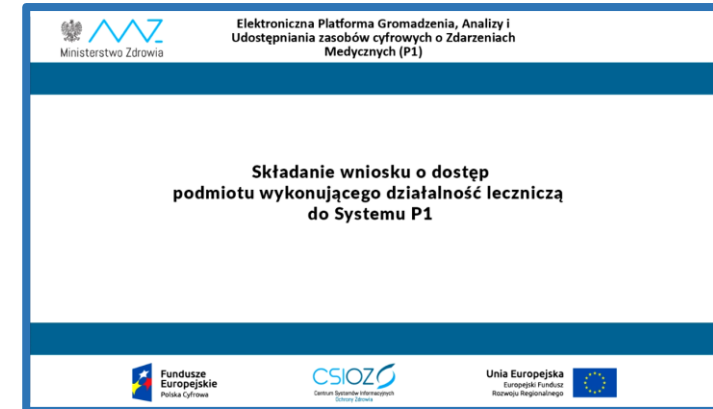 Ministerstwo Zdrowia
Elektroniczna Platforma Gromadzenia, Analizy i
Udostępniania zasobów cyfrowych o Zdarzeniach
Medycznych (P1)
Składanie wniosku o dostęp
podmiotu wykonującego działalność leczniczą
do Systemu P1
Fundusze
Europejskie
Polska Cyfrowa
CSIOZ
Centrum Systemów Informacyjnych
Ochrony Zdrowia
Unia Europejska
Europejski Fundusz
Rozwoju Regionalnego